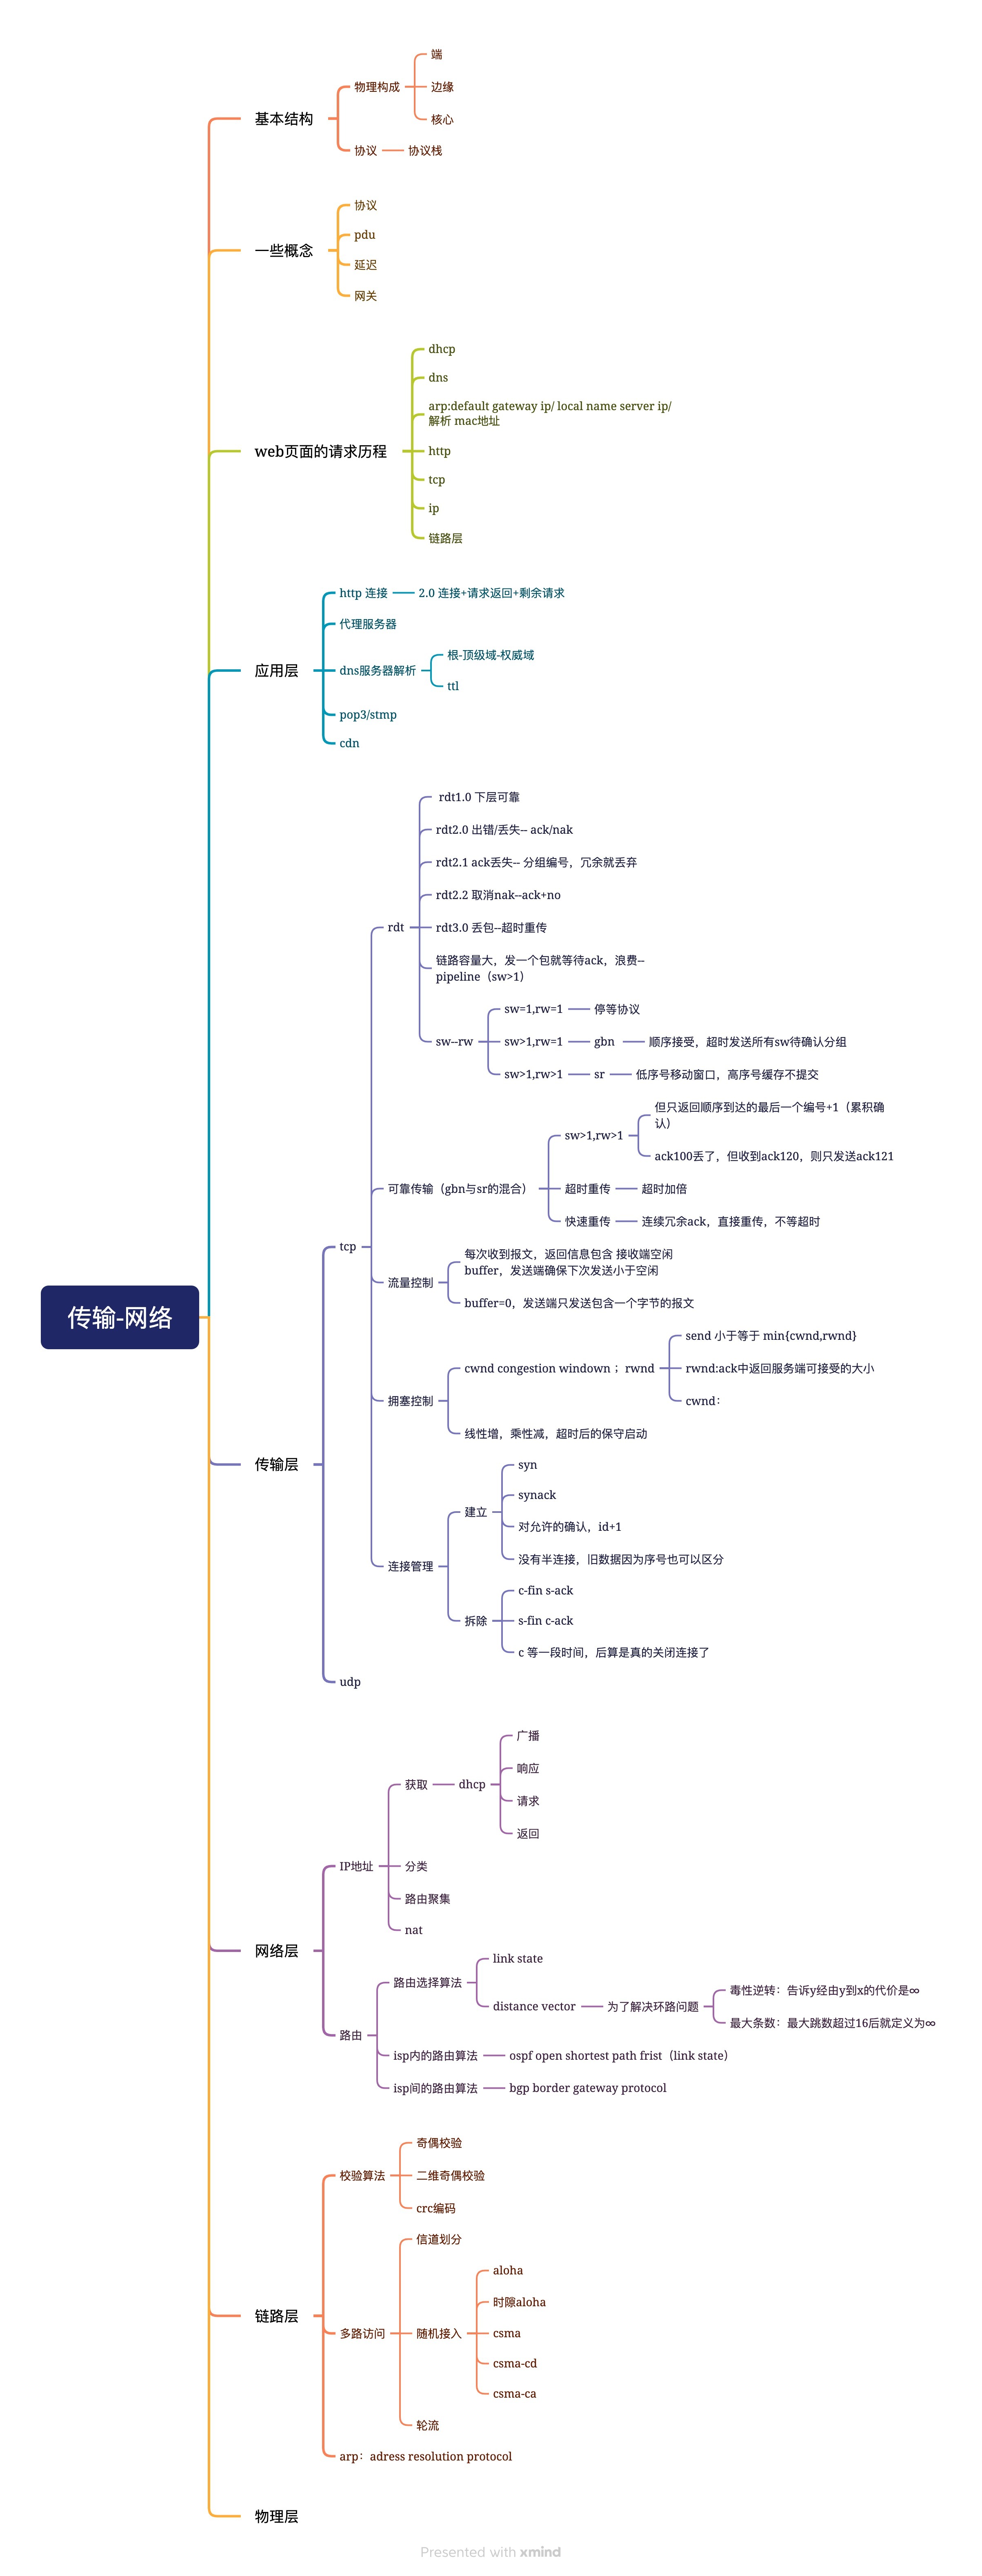 端
物理构成
边缘
基本结构
核心
协议
协议栈
协议
pdu
一些概念
延迟
网关
dhcp
dns
arp:default gateway ip/ local name server ip/
解析 mac地址
web页面的请求历程
http
tcp
ip
链路层
http 连接
2.0 连接+请求返回+剩余请求
代理服务器
根-顶级域-权威域
应用层
dns服务器解析
ttl
pop3/stmp
cdn
rdt1.0 下层可靠
rdt2.0 出错/丢失-- ack/nak
rdt2.1 ack丢失-- 分组编号，冗余就丢弃
rdt2.2 取消nak--ack+no
rdt
rdt3.0 丢包--超时重传
链路容量大，发一个包就等待ack，浪费--
pipeline（sw>1）
sw=1,rw=1
停等协议
sw--rw
sw>1,rw=1
gbn
顺序接受，超时发送所有sw待确认分组
sw>1,rw>1
sr
低序号移动窗口，高序号缓存不提交
但只返回顺序到达的最后一个编号+1（累积确
认）
sw>1,rw>1
ack100丢了，但收到ack120，则只发送ack121
可靠传输（gbn与sr的混合）
超时重传
超时加倍
快速重传
连续冗余ack，直接重传，不等超时
tcp
每次收到报文，返回信息包含 接收端空闲
buffer，发送端确保下次发送小于空闲
流量控制
buffer=0，发送端只发送包含一个字节的报文
传输-网络
send 小于等于 min{cwnd,rwnd}
cwnd congestion windown ；rwnd
rwnd:ack中返回服务端可接受的大小
拥塞控制
cwnd：
线性增，乘性减，超时后的保守启动
传输层
syn
synack
建立
对允许的确认，id+1
没有半连接，旧数据因为序号也可以区分
连接管理
c-fin s-ack
拆除
s-fin c-ack
c 等一段时间，后算是真的关闭连接了
udp
广播
响应
获取
dhcp
请求
返回
IP地址
分类
路由聚集
nat
网络层
link state
路由选择算法
毒性逆转：告诉y经由y到x的代价是∞
distance vector
为了解决环路问题
最大条数：最大跳数超过16后就定义为∞
路由
isp内的路由算法
ospf open shortest path frist（link state）
isp间的路由算法
bgp border gateway protocol
奇偶校验
校验算法
二维奇偶校验
crc编码
信道划分
aloha
时隙aloha
链路层
多路访问
随机接入
csma
csma-cd
csma-ca
轮流
arp：adress resolution protocol
物理层
Presented with xmind